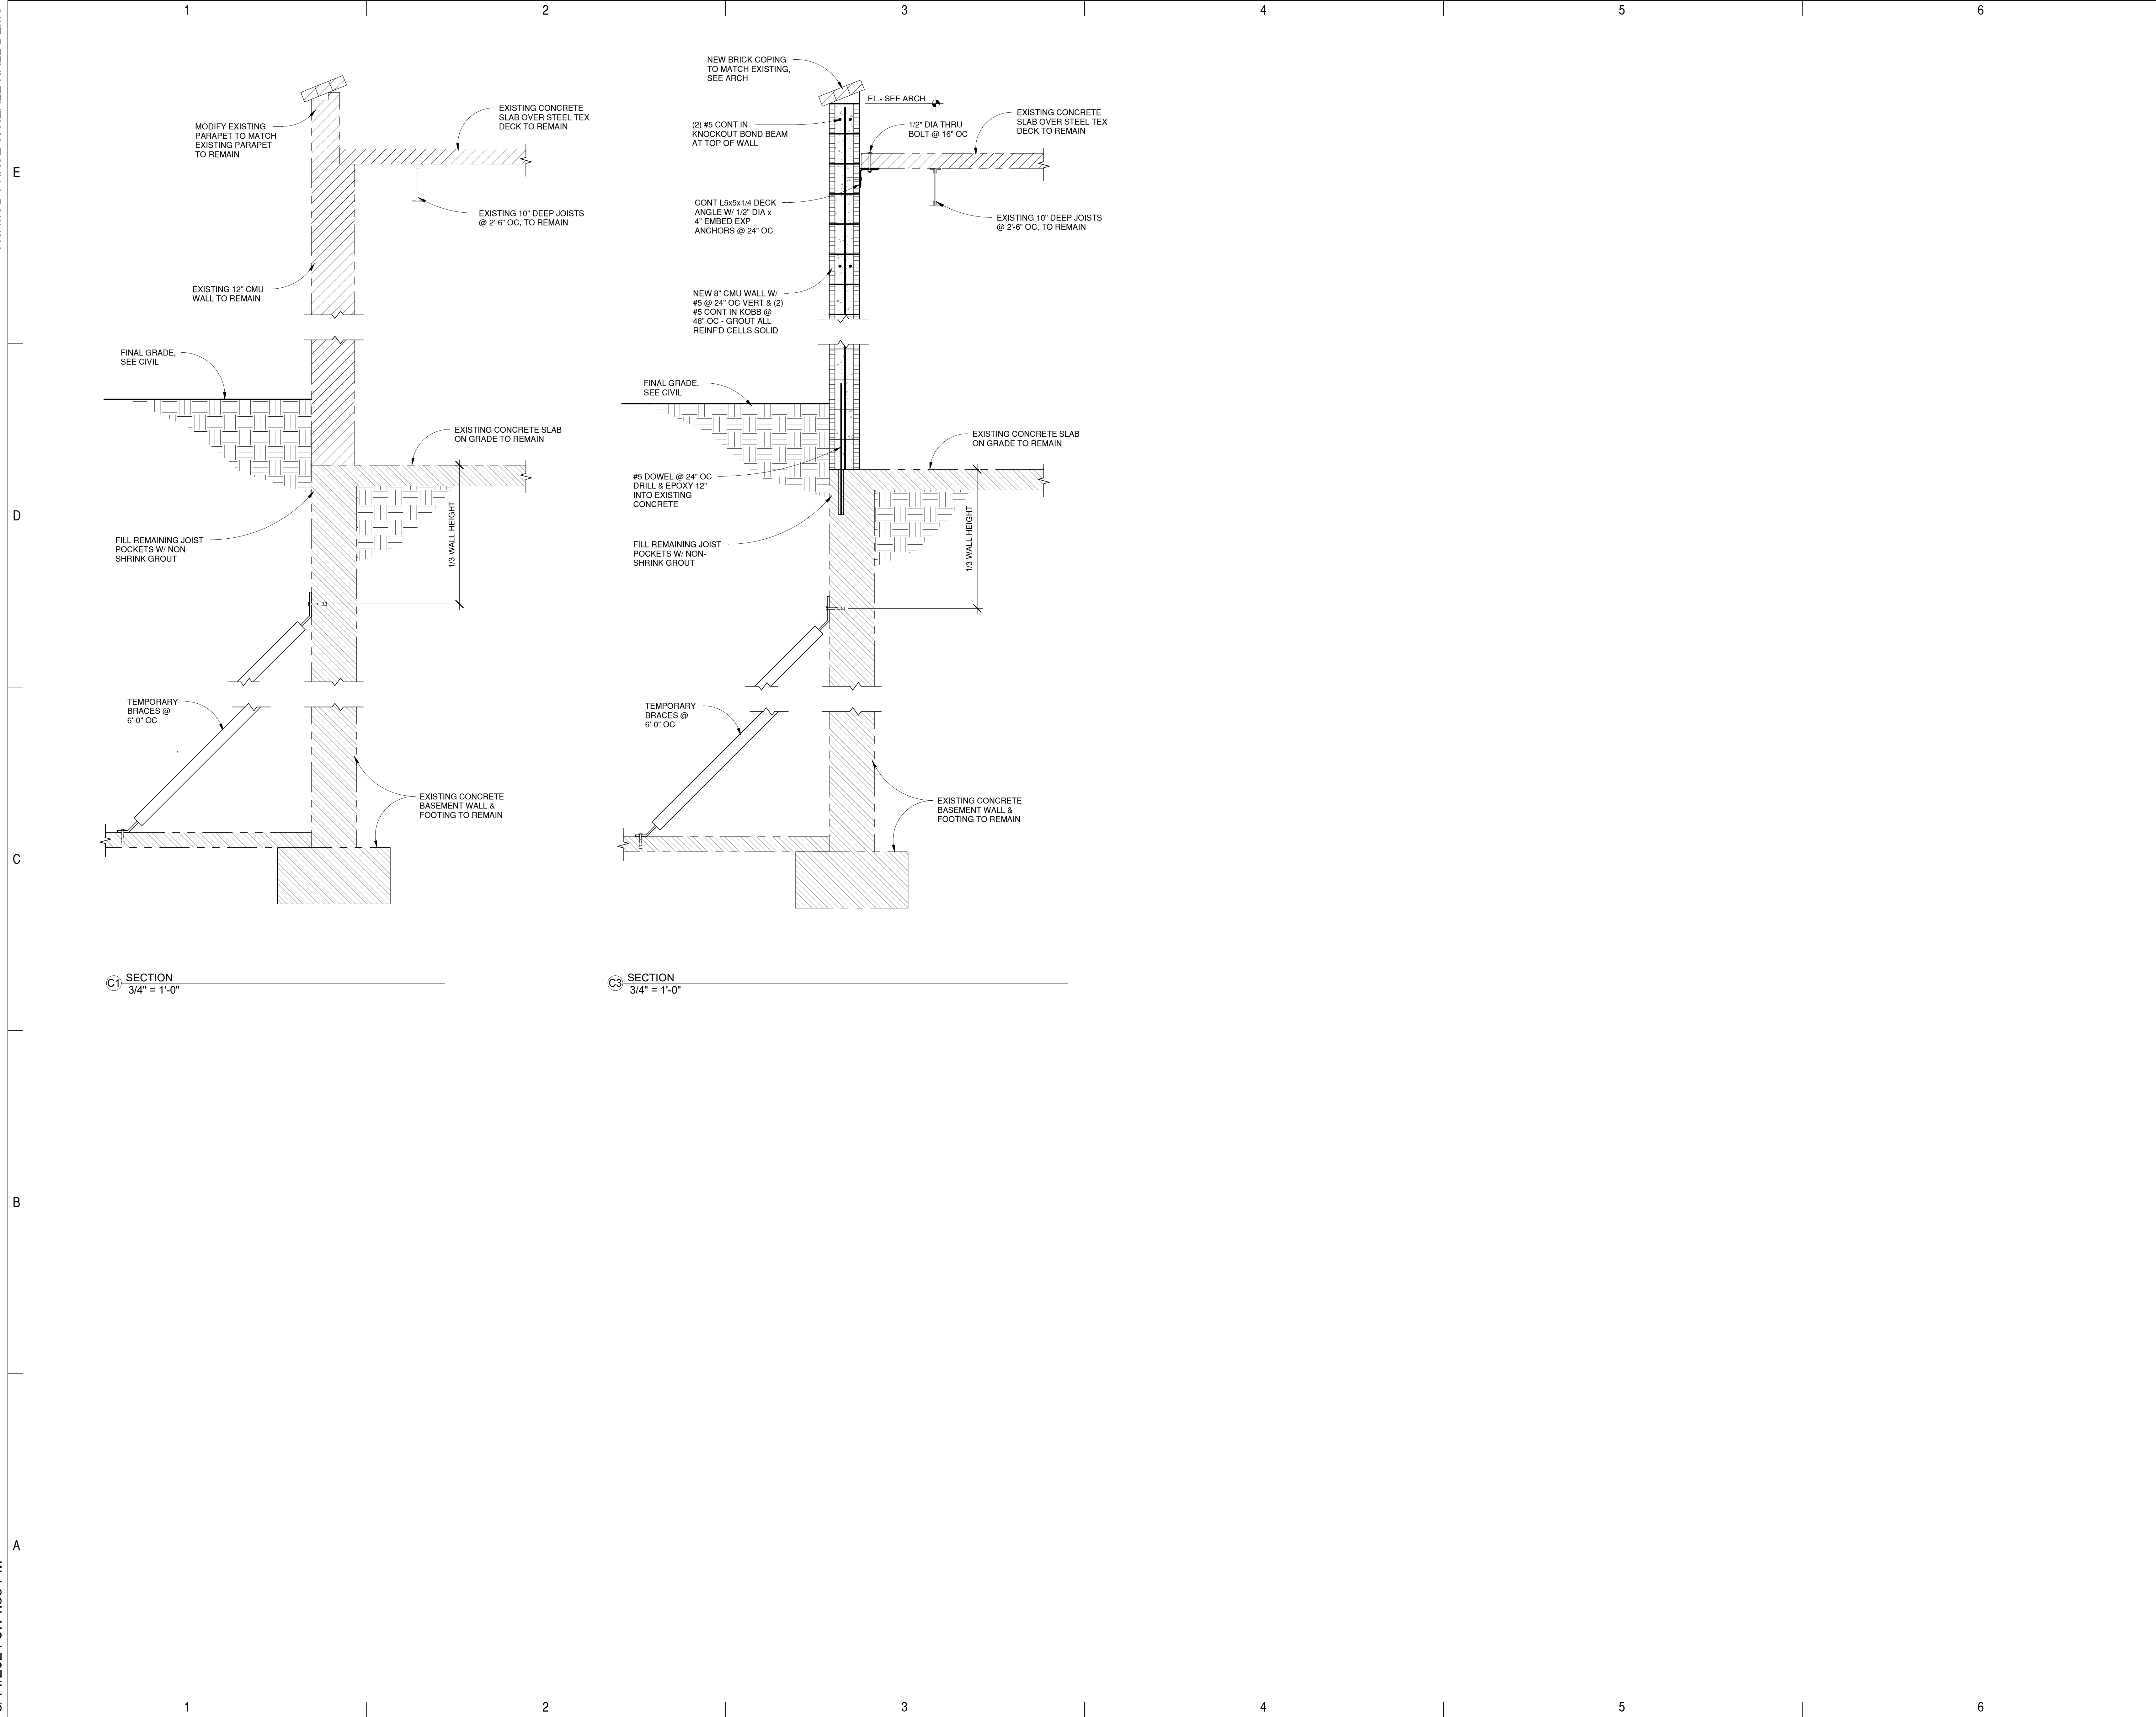 1
2
3
4
5
6
E
D
C
B
A
MODIFY EXISTING
PARAPET TO MATCH
EXISTING PARAPET
TO REMAIN
EXISTING CONCRETE
SLAB OVER STEEL TEX
DECK TO REMAIN
EXISTING 10" DEEP JOISTS
@ 2'-6" OC, TO REMAIN
EXISTING 12" CMU
WALL TO REMAIN
FINAL GRADE,
SEE CIVIL
EXISTING CONCRETE SLAB
ON GRADE TO REMAIN
1/3 WALL HEIGHT
FILL REMAINING JOIST
POCKETS W/ NON-
SHRINK GROUT
TEMPORARY
BRACES @
6'-0" OC
EXISTING CONCRETE
BASEMENT WALL &
FOOTING TO REMAIN
C1 SECTION
3/4" = 1'-0"
NEW BRICK COPING
TO MATCH EXISTING,
SEE ARCH
EL.- SEE ARCH
(2) #5 CONT IN
KNOCKOUT BOND BEAM
AT TOP OF WALL
1/2" DIA THRU
BOLT @ 16" OC
EXISTING CONCRETE
SLAB OVER STEEL TEX
DECK TO REMAIN
CONT L5x5x1/4 DECK
ANGLE W/ 1/2" DIA x
4" EMBED EXP
ANCHORS @ 24" OC
EXISTING 10" DEEP JOISTS
@ 2'-6" OC, TO REMAIN
NEW 8" CMU WALL W/
#5 @ 24" OC VERT & (2)
#5 CONT IN KOBB @
48" OC - GROUT ALL
REINF'D CELLS SOLID
FINAL GRADE,
SEE CIVIL
EXISTING CONCRETE SLAB
ON GRADE TO REMAIN
#5 DOWEL @ 24" OC
DRILL & EPOXY 12"
INTO EXISTING
CONCRETE
1/3 WALL HEIGHT
FILL REMAINING JOIST
POCKETS W/ NON-
SHRINK GROUT
TEMPORARY
BRACES @
6'-0" OC
EXISTING CONCRETE
BASEMENT WALL &
FOOTING TO REMAIN
C3 SECTION
3/4" = 1'-0"
1
2
3
4
5
6